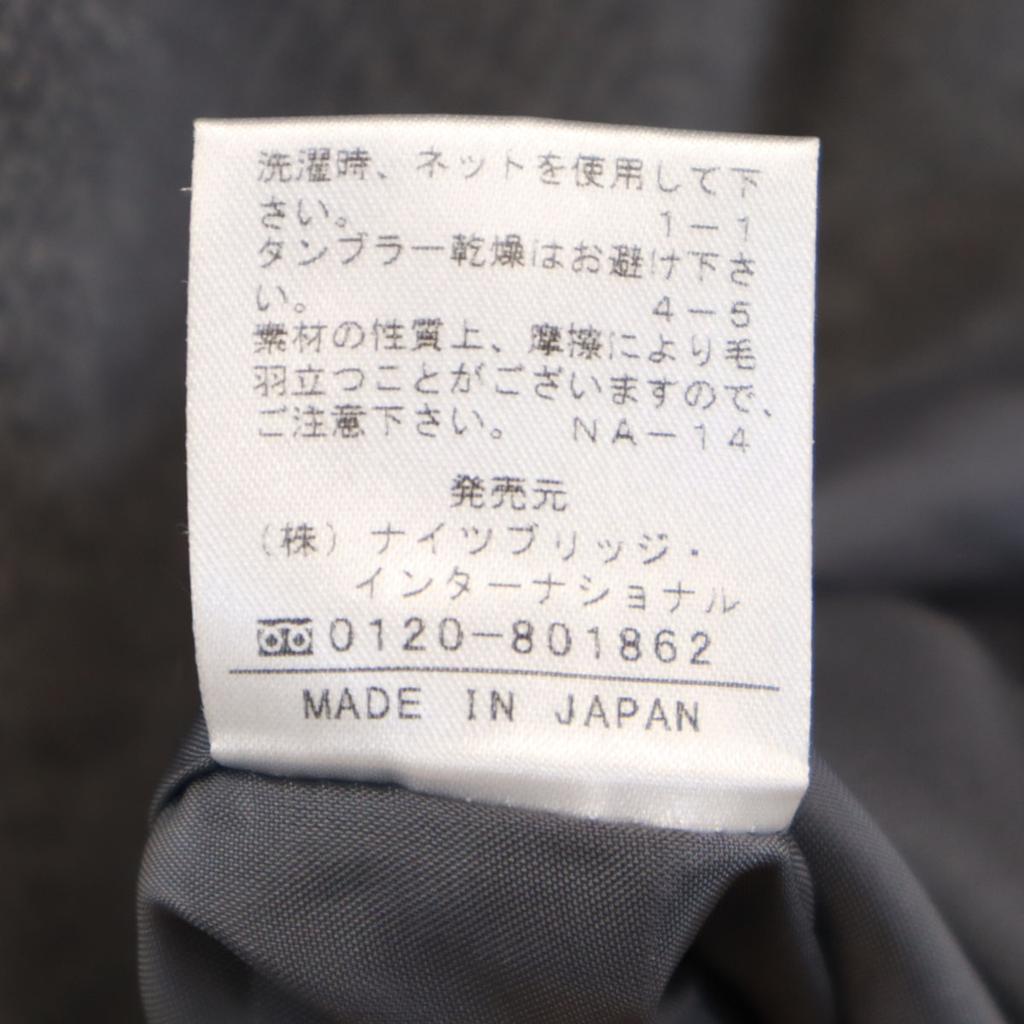 洗濯時、ネットを使用して下
さい。 1－1
タンブラー乾燥はお避け下さ
い。 4－5
素材の性質上、摩擦により毛
羽立つことがございますので、
ご注意下さい。 NA－14
発売元
(株) ナイツブリッジ・
インターナショナル
0120－801862
MADE IN JAPAN